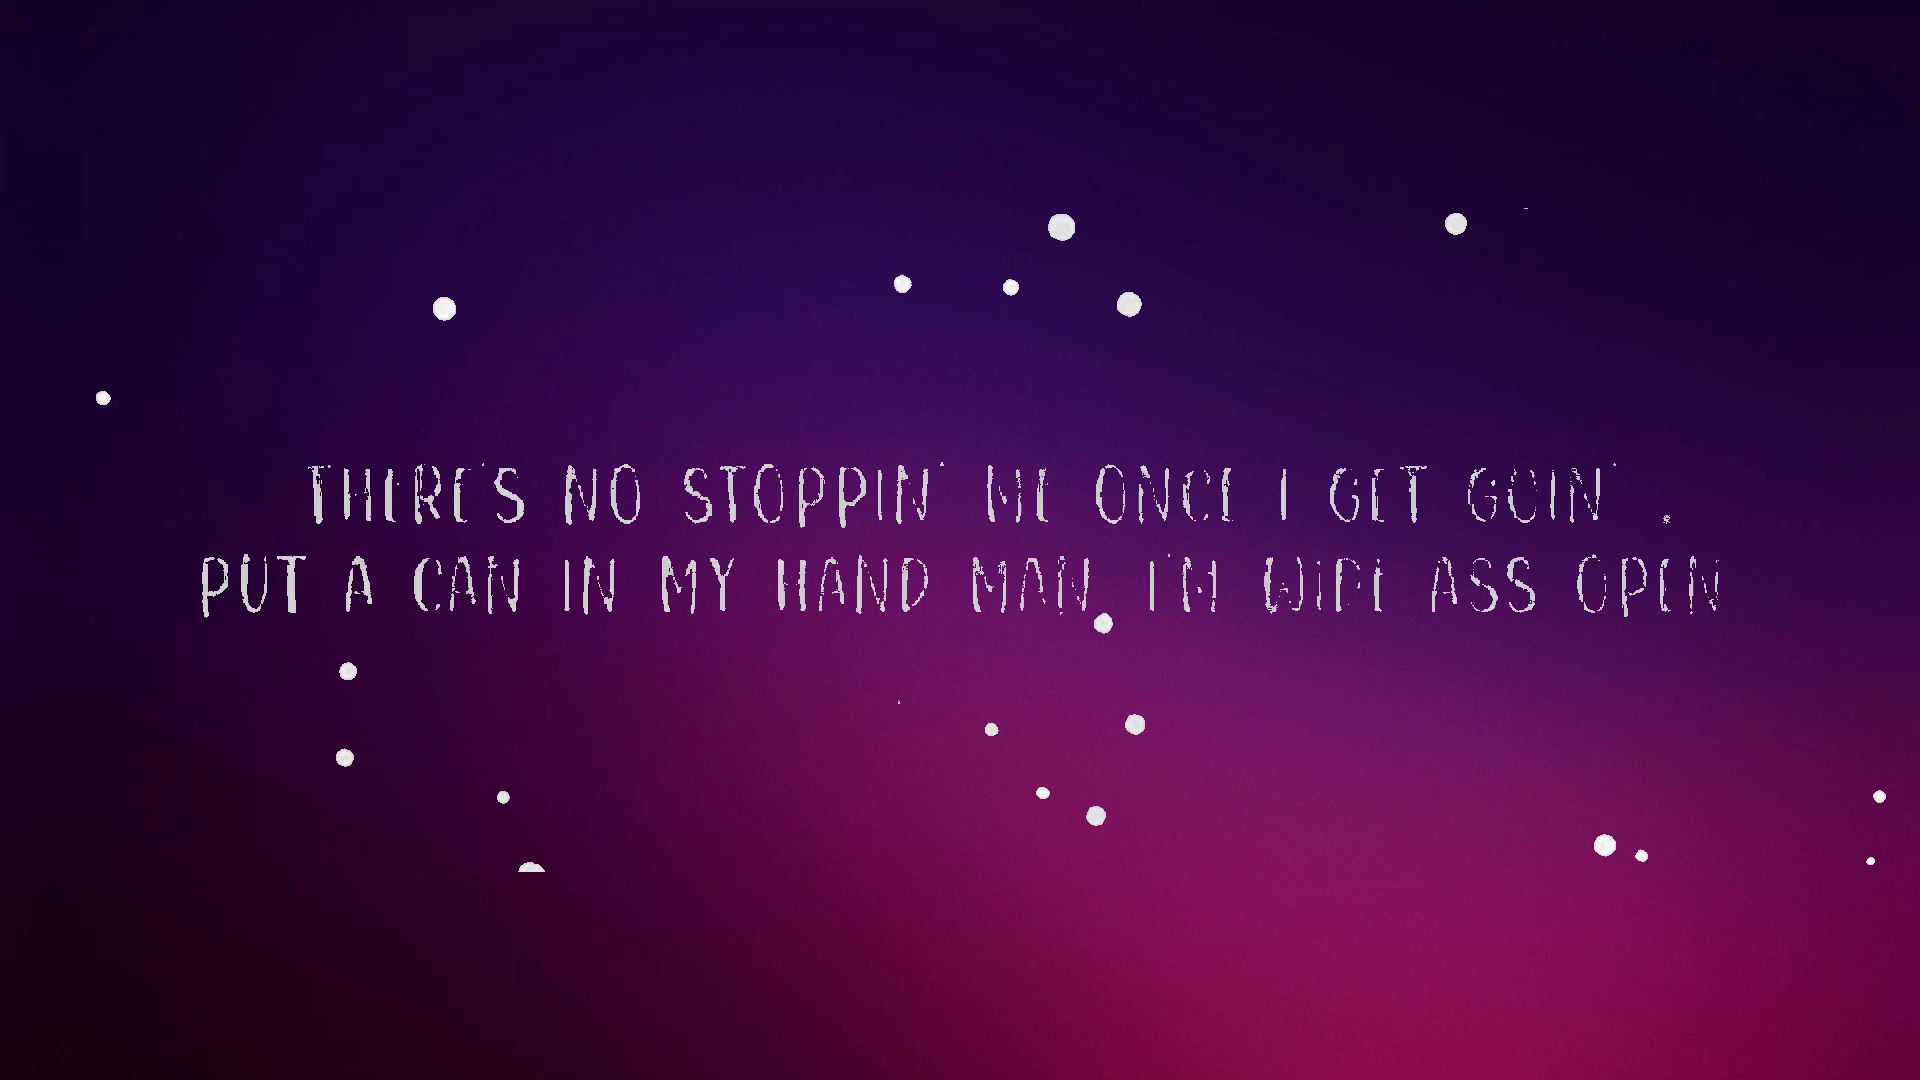 THERE'S NO STOPPIN' ME ONCE I GET GOIN' .
PUT A CAN IN MY HAND MAN, I'M WIDE ASS OPEN